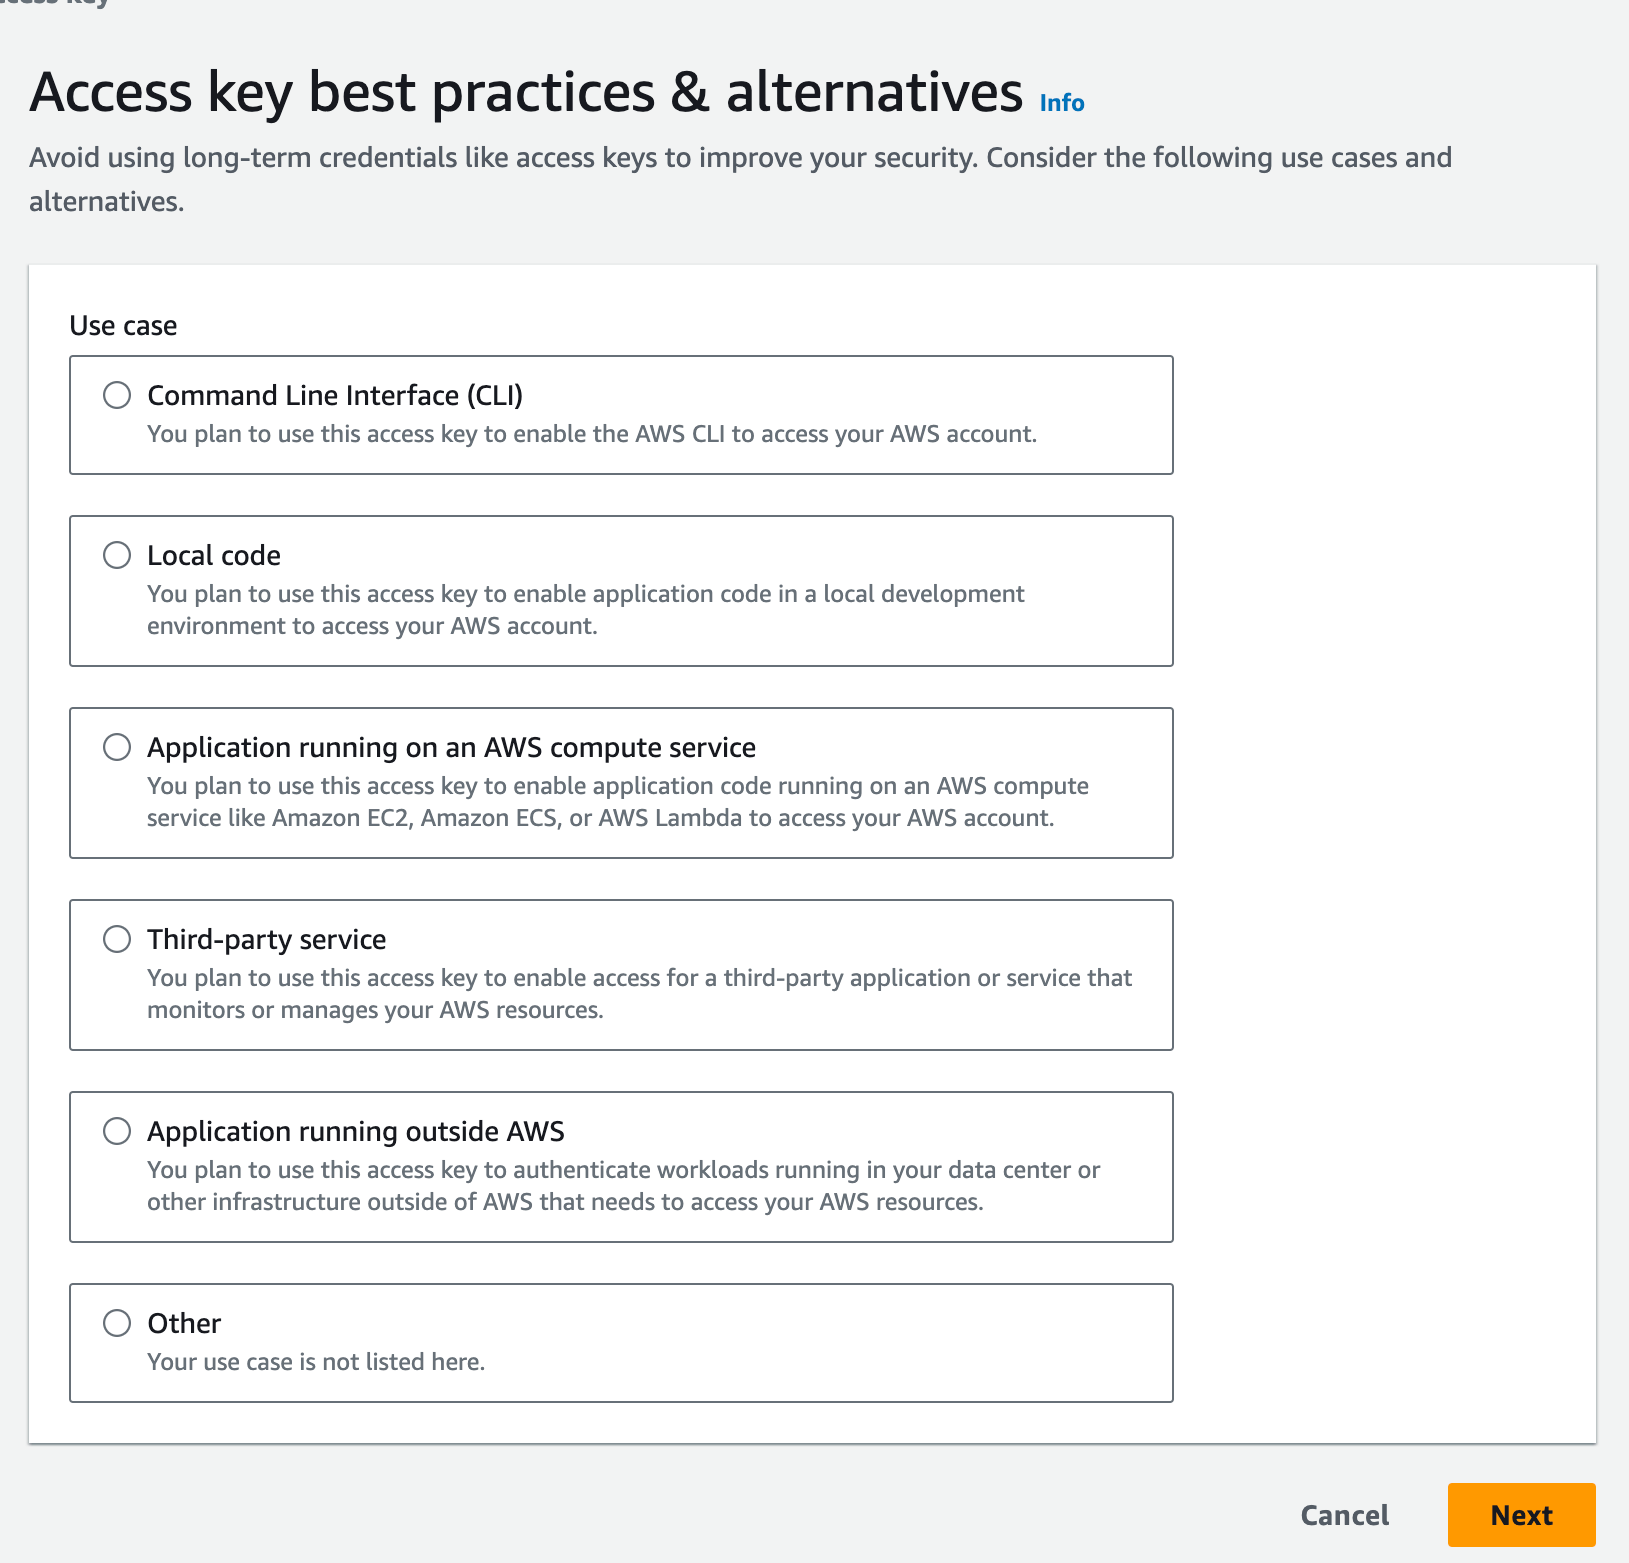 Access key best practices & alternatives Info
Avoid using long-term credentials like access keys to improve your security. Consider the following use cases and
alternatives.
Use case
Command Line Interface (CLI)
You plan to use this access key to enable the AWS CLI to access your AWS account.
Local code
You plan to use this access key to enable application code in a local development
environment to access your AWS account.
Application running on an AWS compute service
You plan to use this access key to enable application code running on an AWS compute
service like Amazon EC2, Amazon ECS, or AWS Lambda to access your AWS account.
Third-party service
You plan to use this access key to enable access for a third-party application or service that
monitors or manages your AWS resources.
Application running outside AWS
You plan to use this access key to authenticate workloads running in your data center or
other infrastructure outside of AWS that needs to access your AWS resources.
Other
Your use case is not listed here.
Cancel Next